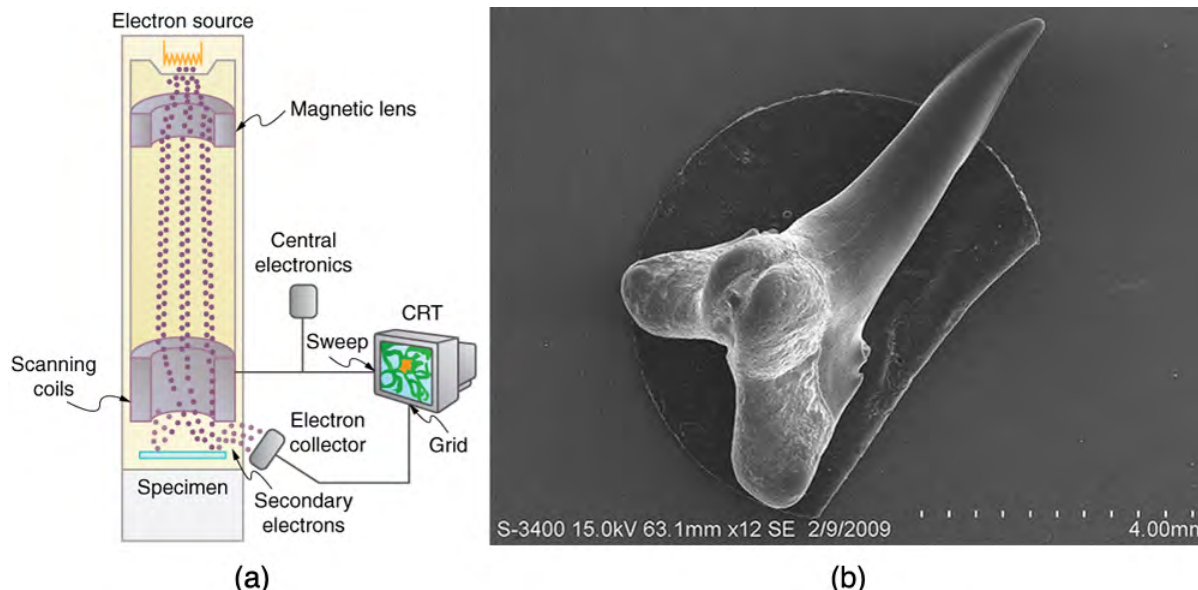 Electron source
Magnetic lens
Central
electronics
CRT
Sweep
Scanning
coils
Electron
collector
Grid
Specimen
Secondary
electrons
S-3400 15.0kV 63.1mm x12 SE 2/9/2009
4.00mm
(a)
(b)